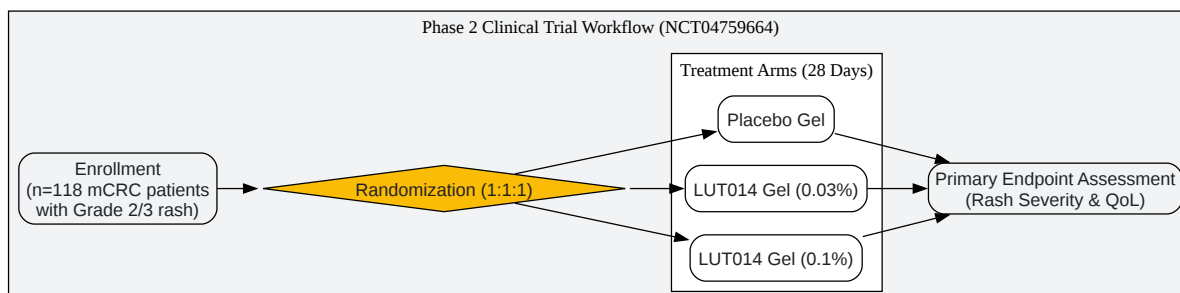 Phase 2 Clinical Trial Workflow (NCT04759664)
Treatment Arms (28 Days)
Placebo Gel
Enrollment
(n=118 mCRC patients
with Grade 2/3 rash)
Randomization (1:1:1)
LUT014 Gel (0.03%)
Primary Endpoint Assessment
(Rash Severity & QoL)
LUT014 Gel (0.1%)